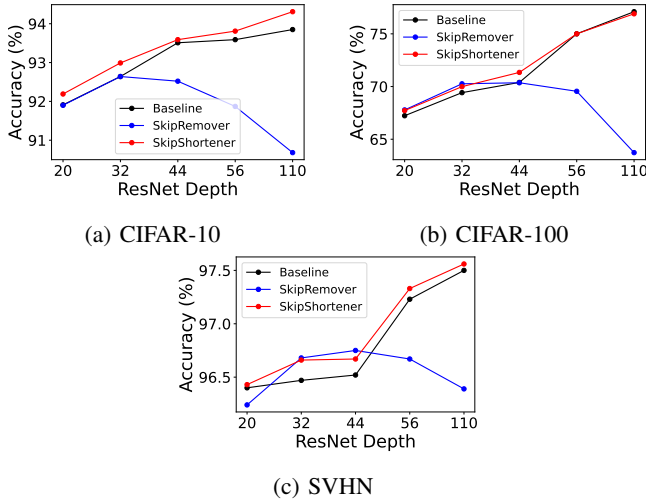 94
93
92
91
Accuracy (%)
Baseline
SkipRemover
SkipShortener
20 32 44 56 110
ResNet Depth
(a) CIFAR-10
75
70
65
Accuracy (%)
Baseline
SkipRemover
SkipShortener
20 32 44 56 110
ResNet Depth
(b) CIFAR-100
97.5
97.0
96.5
Accuracy (%)
Baseline
SkipRemover
SkipShortener
20 32 44 56 110
ResNet Depth
(c) SVHN